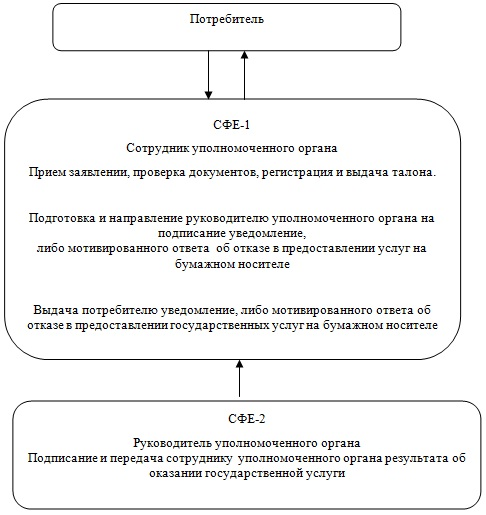 Потребитель
СФЕ-1
Сотрудник уполномоченного органа
Прием заявлении, проверка документов, регистрация и выдача талона.
Подготовка и направление руководителю уполномоченного органа на
подписание уведомление,
либо мотивированного ответа об отказе в предоставлении услуг на
бумажном носителе
Выдача потребителю уведомление, либо мотивированного ответа об
отказе в предоставлении государственных услуг на бумажном носителе
СФЕ-2
Руководитель уполномоченного органа
Подписание и передача сотруднику уполномоченного органа результата об
оказании государственной услуги